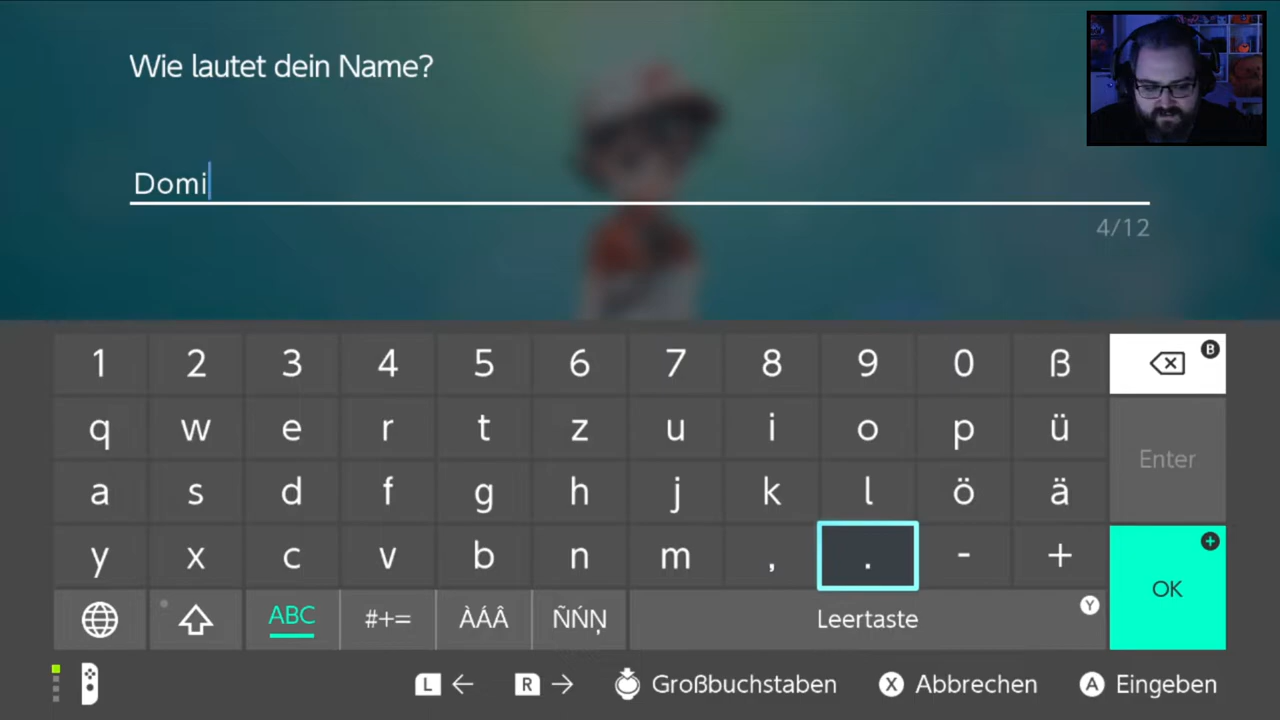 Wie lautet dein Name?
Domi
4/12
1 2 3 4 5 6 7 8 9 0 ß B
q w e r t z u i o p ü
Enter
a s d f g h j k l ö ä
y x c v b n m , . - +
+
OK
ABC #+= ÀÁÂ ÑŃŅ Leertaste Y
L ← R → Großbuchstaben X Abbrechen A Eingeben